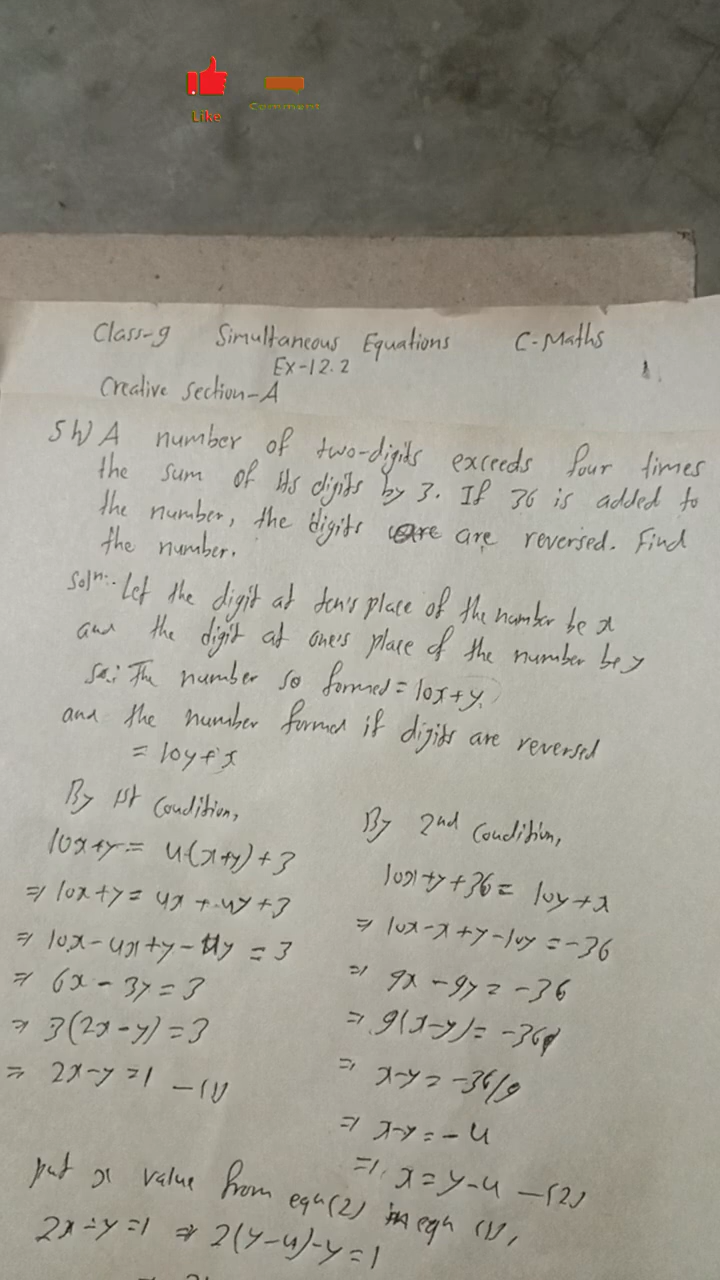 Like
Comment
Class-9 Simultaneous Equations C-Maths
Ex-12.2
Creative Section-A
A number of two-digits exceeds four times
the sum of its digits by 3. If 36 is added to
the number, the digits are are reversed. Find
the number.
Soln:- Let the digit at ten's place of the number be x
and the digit at one's place of the number be y
The number so formed = 10x+y
and the number formed if digits are reversed
= 10y+x
By 1st Condition,
10x+y = 4(x+y)+3
⇒ 10x+y = 4x+4y+3
⇒ 10x-4x+y-4y = 3
⇒ 6x-3y = 3
⇒ 3(2x-y) = 3
⇒ 2x-y = 1 —(1)
By 2nd Condition,
10x+y+36 = 10y+x
⇒ 10x-x+y-10y = -36
⇒ 9x-9y = -36
⇒ 9(x-y) = -36
⇒ x-y = -36/9
⇒ x-y = -4
⇒ x = y-4 —(2)
put x value from eqn(2) in eqn (1),
2x-y = 1 ⇒ 2(y-4)-y = 1